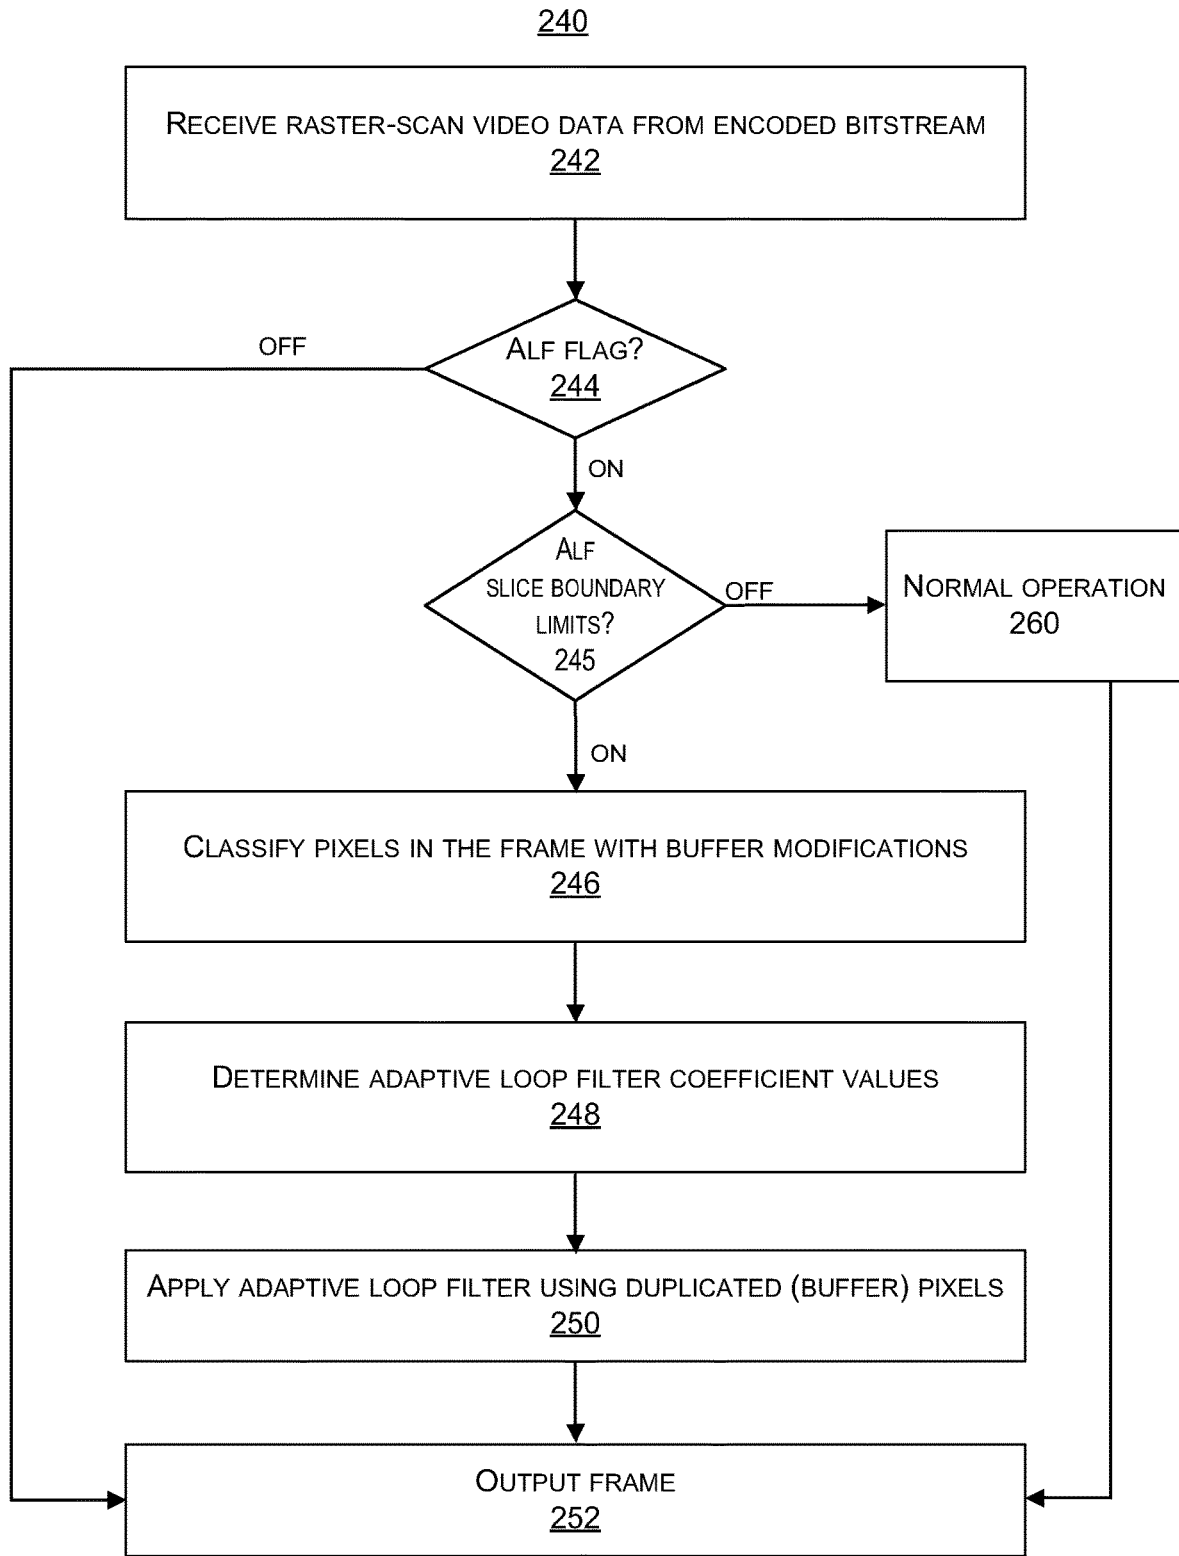 240
RECEIVE RASTER-SCAN VIDEO DATA FROM ENCODED BITSTREAM
242
OFF
ALF FLAG?
244
ON
ALF
SLICE BOUNDARY
LIMITS?
245
OFF
NORMAL OPERATION
260
ON
CLASSIFY PIXELS IN THE FRAME WITH BUFFER MODIFICATIONS
246
DETERMINE ADAPTIVE LOOP FILTER COEFFICIENT VALUES
248
APPLY ADAPTIVE LOOP FILTER USING DUPLICATED (BUFFER) PIXELS
250
OUTPUT FRAME
252